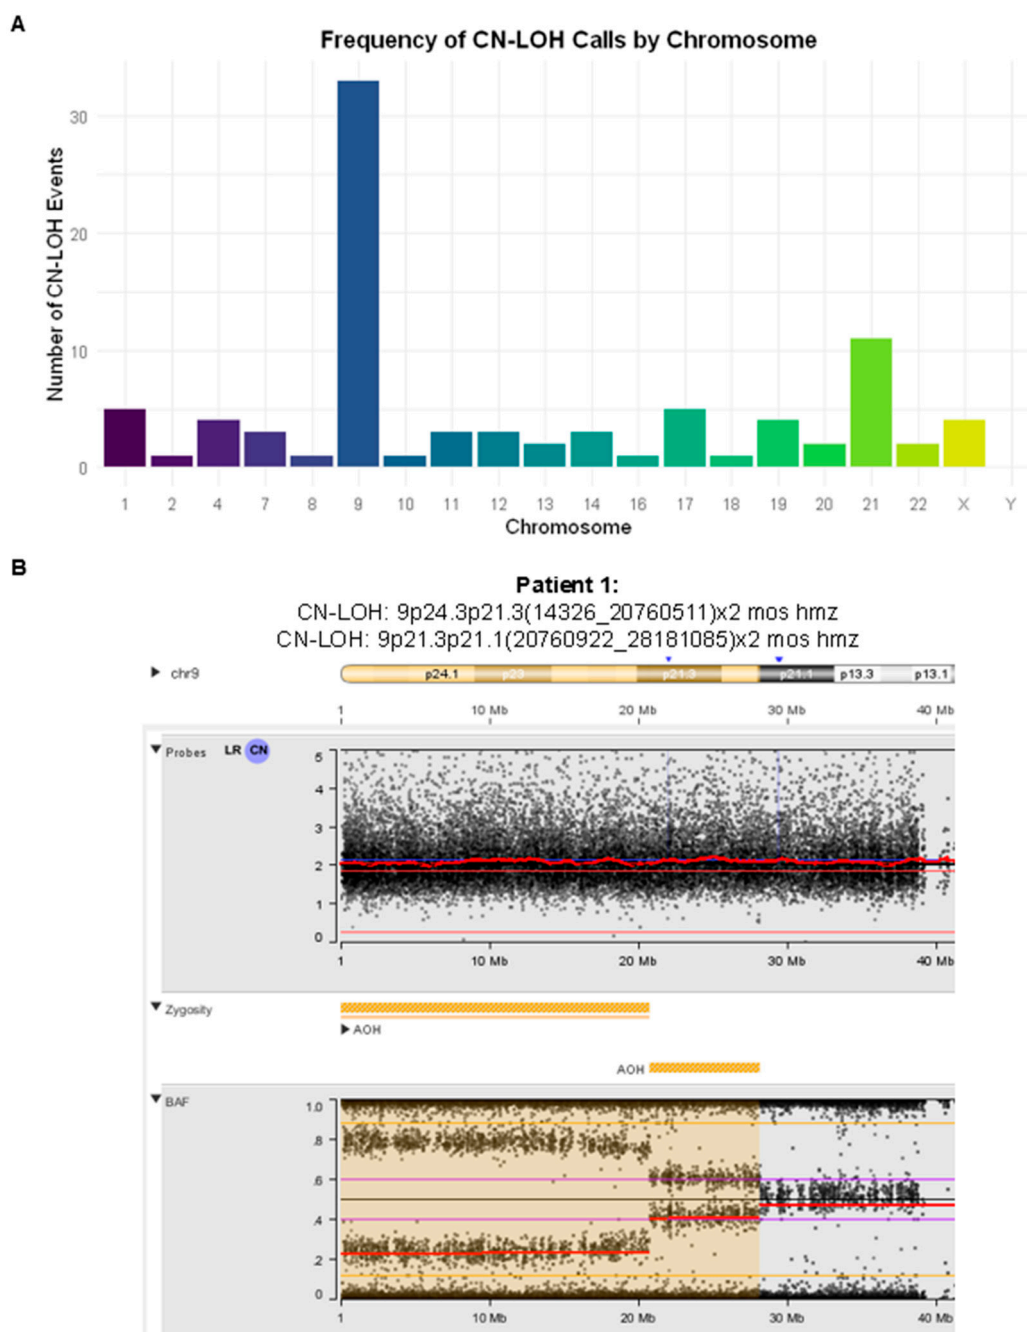 A
Frequency of CN-LOH Calls by Chromosome
Number of CN-LOH Events
30
20
10
0
1 2 4 7 8 9 10 11 12 13 14 16 17 18 19 20 21 22 X Y
Chromosome
B
Patient 1:
CN-LOH: 9p24.3p21.3(14326_20760511)x2 mos hmz
CN-LOH: 9p21.3p21.1(20760922_28181085)x2 mos hmz
chr9 p24.1 p23 p21.3 p21.1 p13.3 p13.1
1 10 Mb 20 Mb 30 Mb 40 Mb
Probes LR CN
5
4
3
2
1
0
1 10 Mb 20 Mb 30 Mb 40 Mb
Zygosity
AOH
AOH
BAF
1.0
.8
.6
.4
.2
0
1 10 Mb 20 Mb 30 Mb 40 Mb